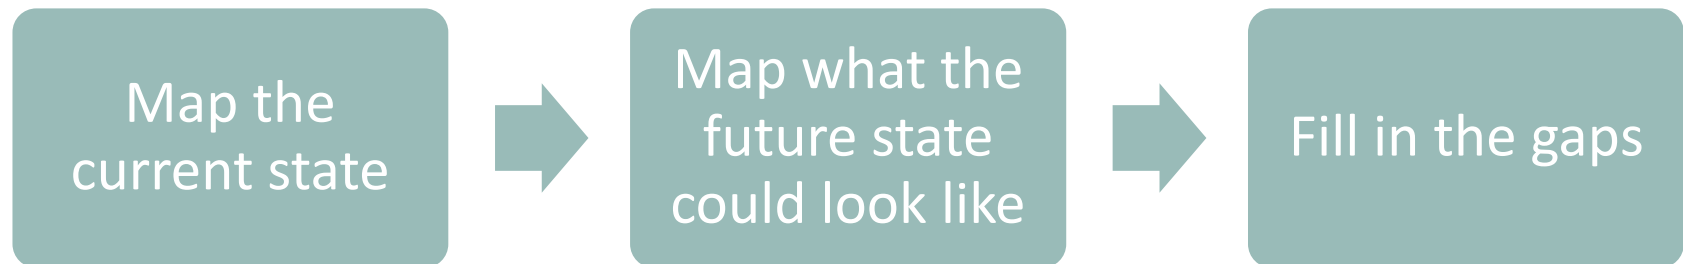 Map the
current state
Map what the
future state
could look like
Fill in the gaps